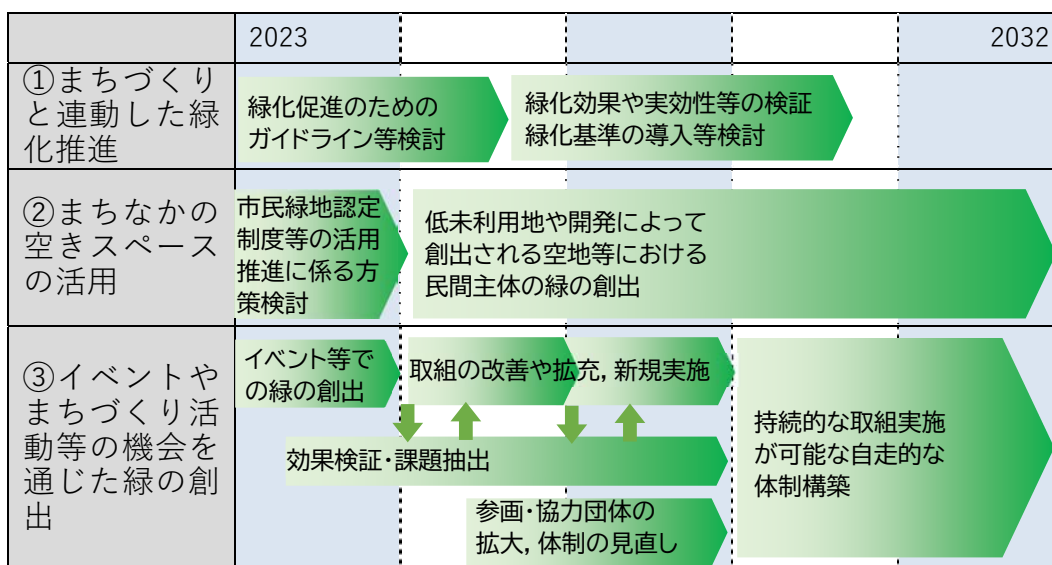 2023
2032
①まちづくり
と連動した緑
化推進
緑化促進のための
ガイドライン等検討
緑化効果や実効性等の検証
緑化基準の導入等検討
②まちなかの
空きスペース
の活用
市民緑地認定
制度等の活用
推進に係る方
策検討
低未利用地や開発によって
創出される空地等における
民間主体の緑の創出
③イベントや
まちづくり活
動等の機会を
通じた緑の創
出
イベント等で
の緑の創出
取組の改善や拡充，新規実施
効果検証・課題抽出
参画・協力団体の
拡大，体制の見直し
持続的な取組実施
が可能な自走的な
体制構築